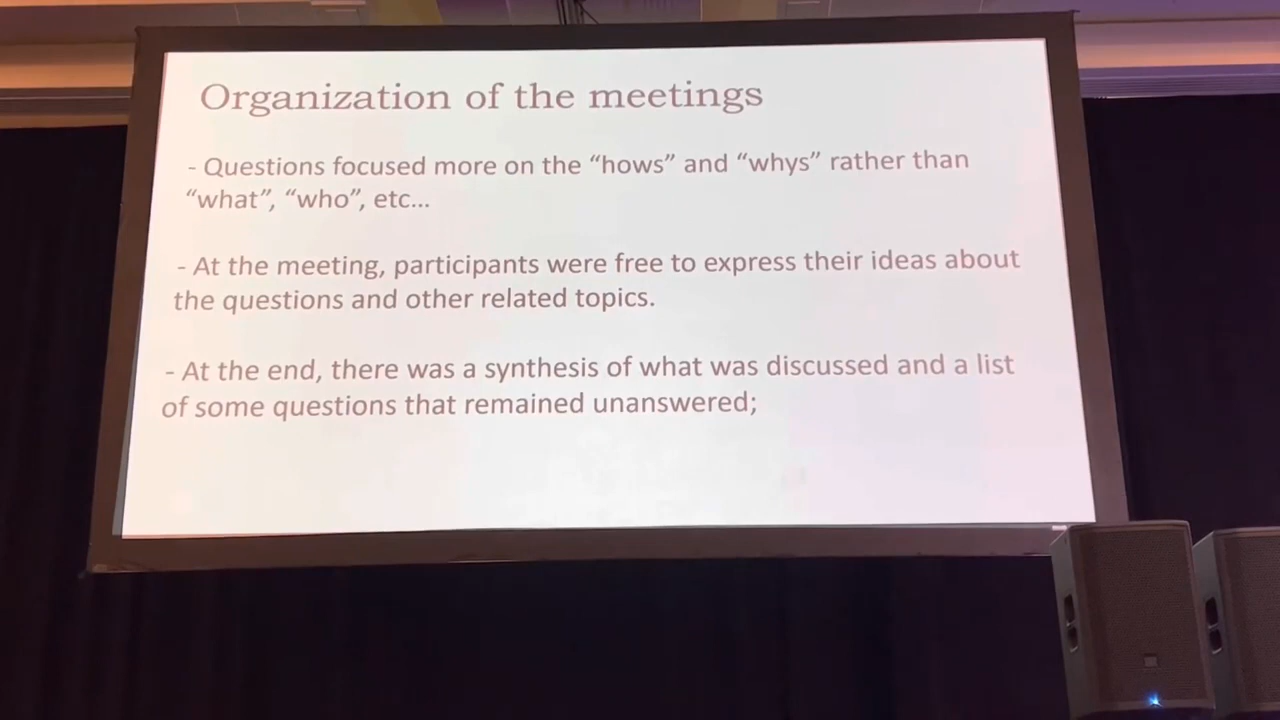 Organization of the meetings
- Questions focused more on the “hows” and “whys” rather than
“what”, “who”, etc...
- At the meeting, participants were free to express their ideas about
the questions and other related topics.
- At the end, there was a synthesis of what was discussed and a list
of some questions that remained unanswered;